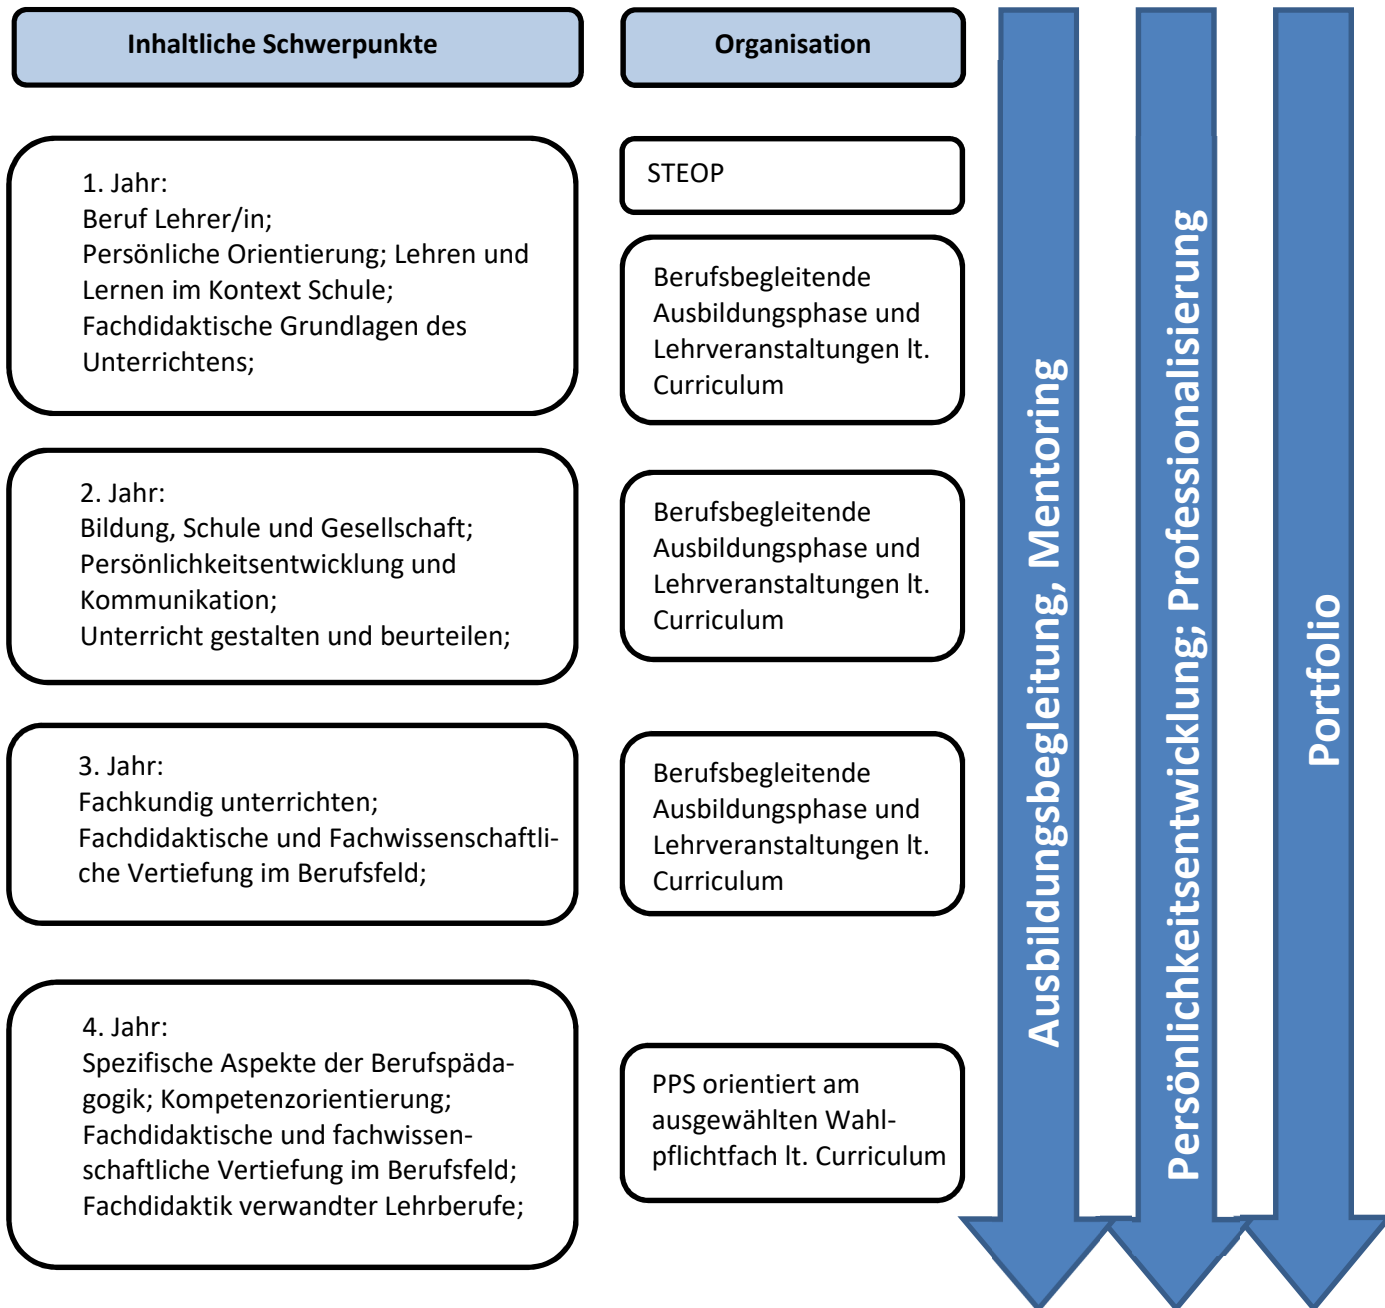 Inhaltliche Schwerpunkte
Organisation
1. Jahr:
Beruf Lehrer/in;
Persönliche Orientierung; Lehren und
Lernen im Kontext Schule;
Fachdidaktische Grundlagen des
Unterrichtens;
STEOP
Berufsbegleitende
Ausbildungsphase und
Lehrveranstaltungen lt.
Curriculum
2. Jahr:
Bildung, Schule und Gesellschaft;
Persönlichkeitsentwicklung und
Kommunikation;
Unterricht gestalten und beurteilen;
Berufsbegleitende
Ausbildungsphase und
Lehrveranstaltungen lt.
Curriculum
3. Jahr:
Fachkundig unterrichten;
Fachdidaktische und Fachwissenschaftli-
che Vertiefung im Berufsfeld;
Berufsbegleitende
Ausbildungsphase und
Lehrveranstaltungen lt.
Curriculum
4. Jahr:
Spezifische Aspekte der Berufspäda-
gogik; Kompetenzorientierung;
Fachdidaktische und fachwissen-
schaftliche Vertiefung im Berufsfeld;
Fachdidaktik verwandter Lehrberufe;
PPS orientiert am
ausgewählten Wahl-
pflichtfach lt. Curriculum
Ausbildungsbegleitung, Mentoring
Persönlichkeitsentwicklung; Professionalisierung
Portfolio